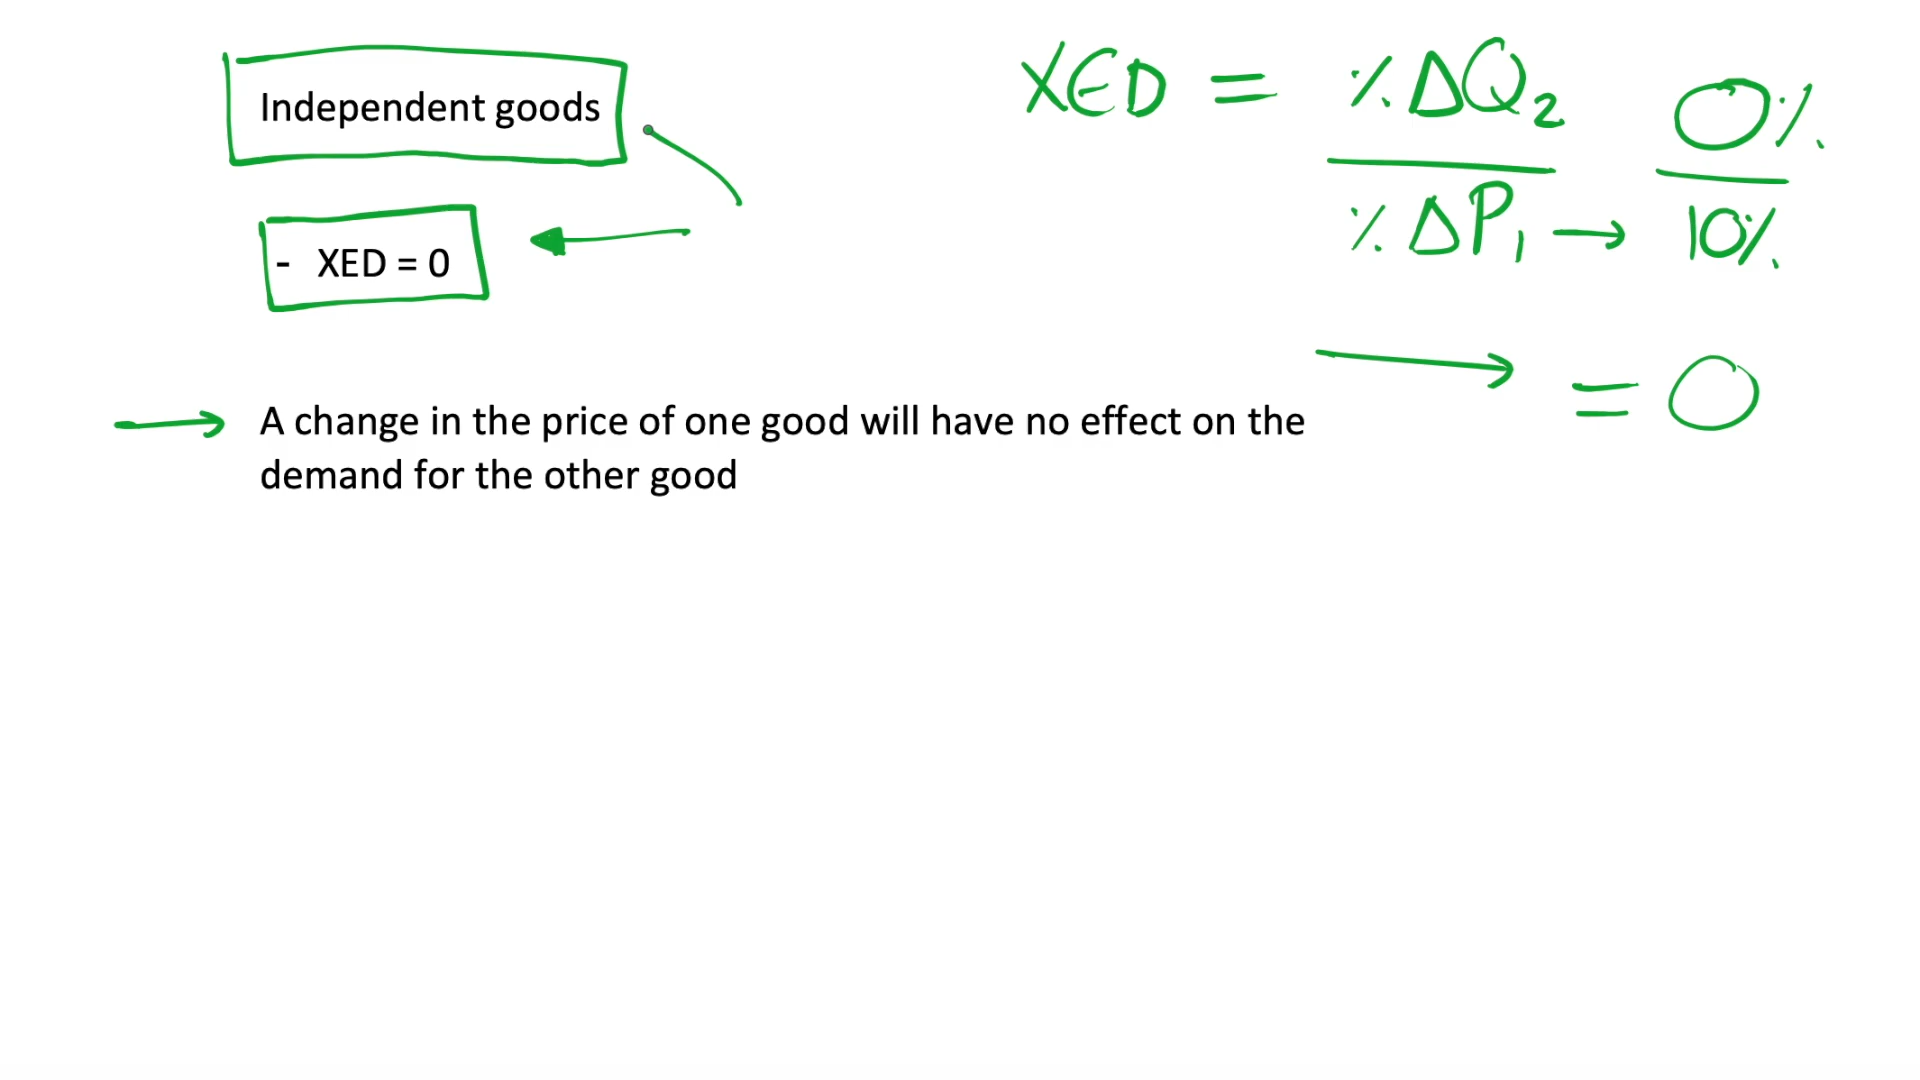 Independent goods
- XED = 0
A change in the price of one good will have no effect on the
demand for the other good
XED = %ΔQ2 0%
%ΔP1 → 10%
= 0